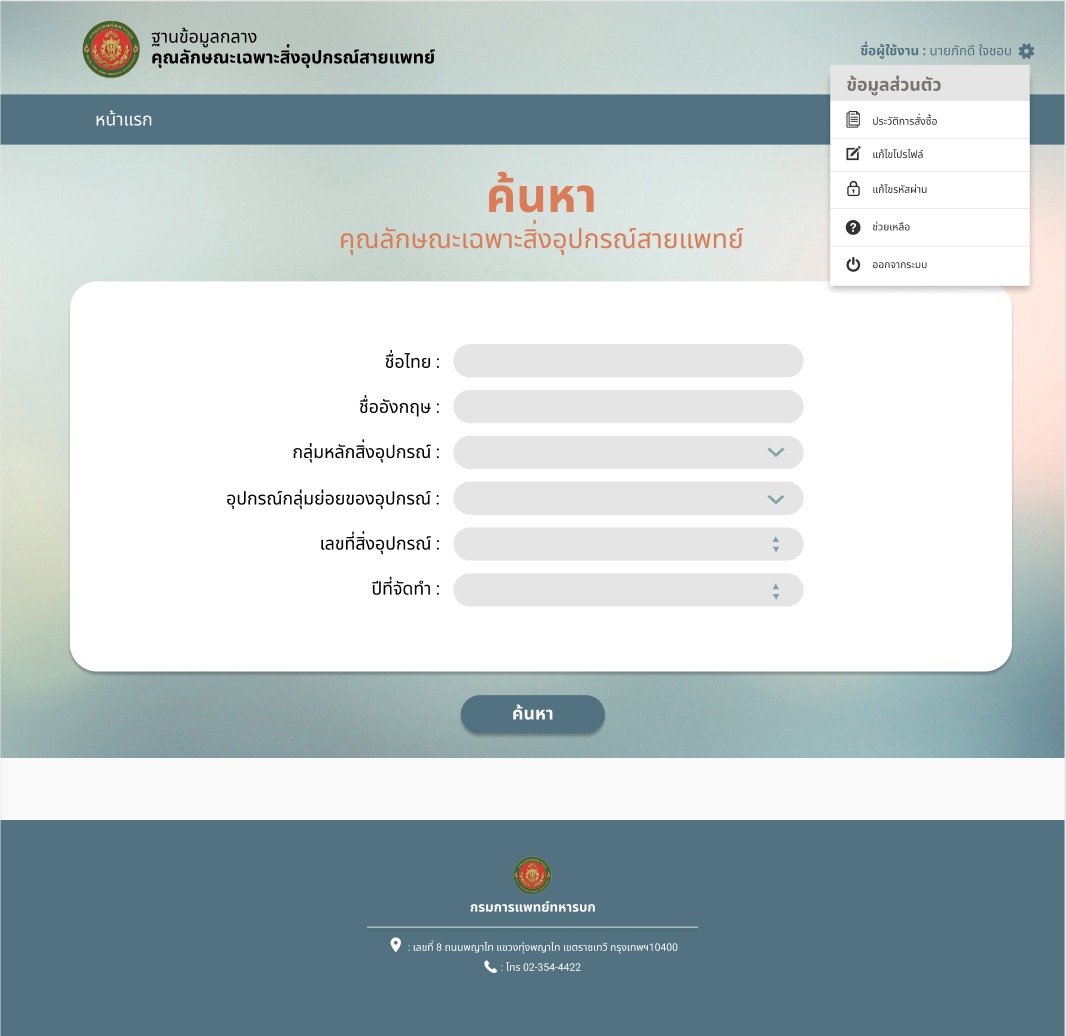 ฐานข้อมูลกลาง
คุณลักษณะเฉพาะสิ่งอุปกรณ์สายแพทย์
ชื่อผู้ใช้งาน : นายภักดี ใจชอบ
ข้อมูลส่วนตัว
ประวัติการสั่งซื้อ
แก้ไขโปรไฟล์
แก้ไขรหัสผ่าน
ช่วยเหลือ
ออกจากระบบ
หน้าแรก
ค้นหา
คุณลักษณะเฉพาะสิ่งอุปกรณ์สายแพทย์
ชื่อไทย :
ชื่ออังกฤษ :
กลุ่มหลักสิ่งอุปกรณ์ :
อุปกรณ์กลุ่มย่อยของอุปกรณ์ :
เลขที่สิ่งอุปกรณ์ :
ปีที่จัดทำ :
ค้นหา
กรมการแพทย์ทหารบก
: เลขที่ 8 ถนนพญาไท แขวงทุ่งพญาไท เขตราชเทวี กรุงเทพฯ10400
: โทร 02-354-4422